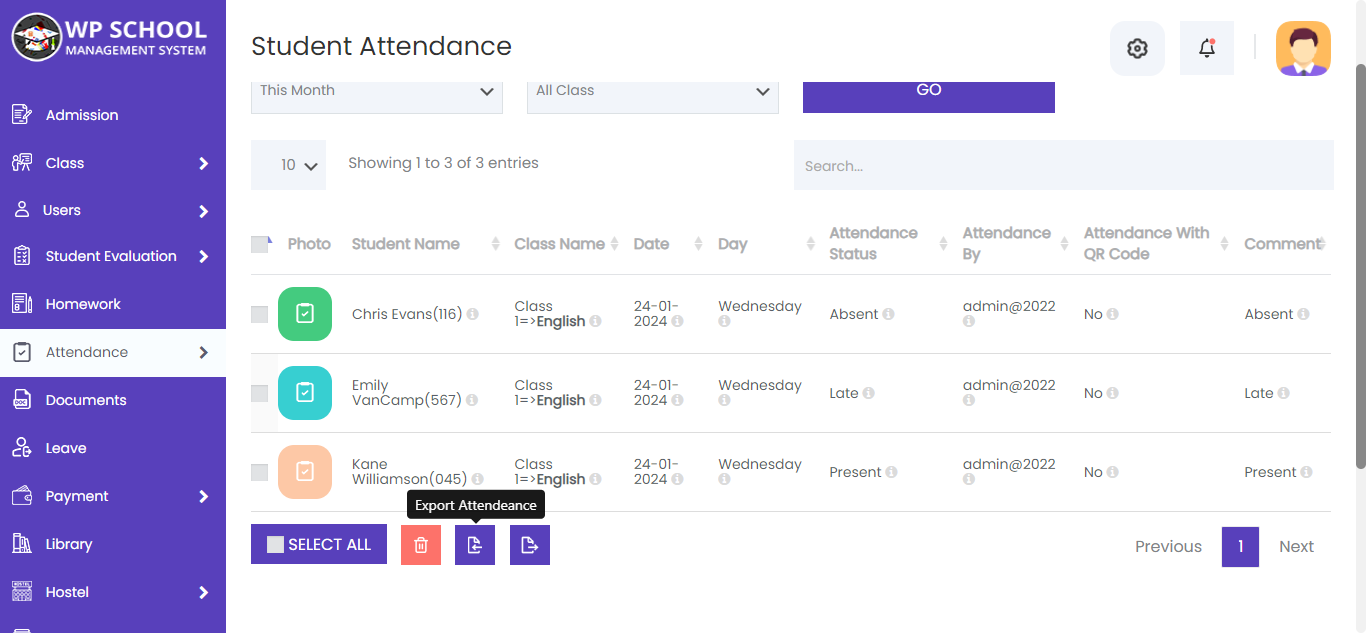 WP SCHOOL
MANAGEMENT SYSTEM
Admission
Class
Users
Student Evaluation
Homework
Attendance
Documents
Leave
Payment
Library
Hostel
Student Attendance
This Month
All Class
GO
10
Showing 1 to 3 of 3 entries
Search...
Photo
Student Name
Class Name
Date
Day
Attendance
Status
Attendance
By
Attendance With
QR Code
Comment
Chris Evans(116)
Class
1=>English
24-01-
2024
Wednesday
Absent
admin@2022
No
Absent
Emily
VanCamp(567)
Class
1=>English
24-01-
2024
Wednesday
Late
admin@2022
No
Late
Kane
Williamson(045)
Class
1=>English
24-01-
2024
Wednesday
Present
admin@2022
No
Present
Export Attendeance
SELECT ALL
Previous
1
Next